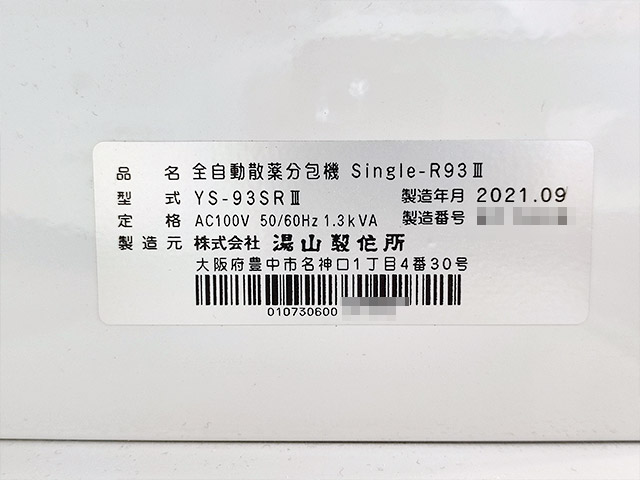 品 名 全自動散薬分包機 Single-R93Ⅲ
型 式 YS-93SRⅢ 製造年月 2021.09
定 格 AC100V 50/60Hz 1.3kVA 製造番号
製造元 株式会社 湯山製作所
大阪府豊中市名神口1丁目4番30号
010730600